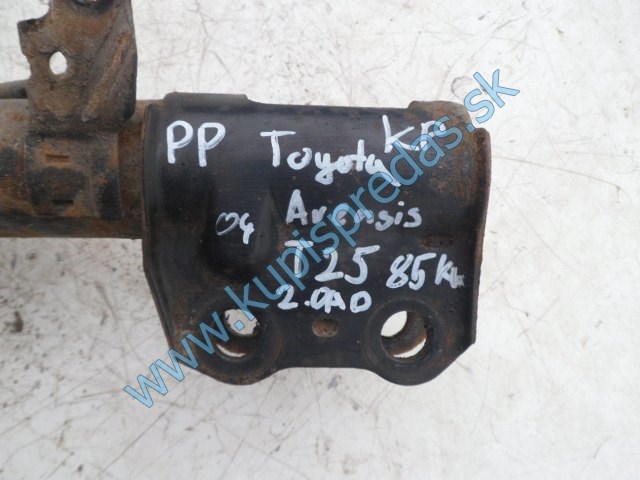 PP Toyota
04 Avensis
T25 85kW
2.0AD
www.kupispredas.sk